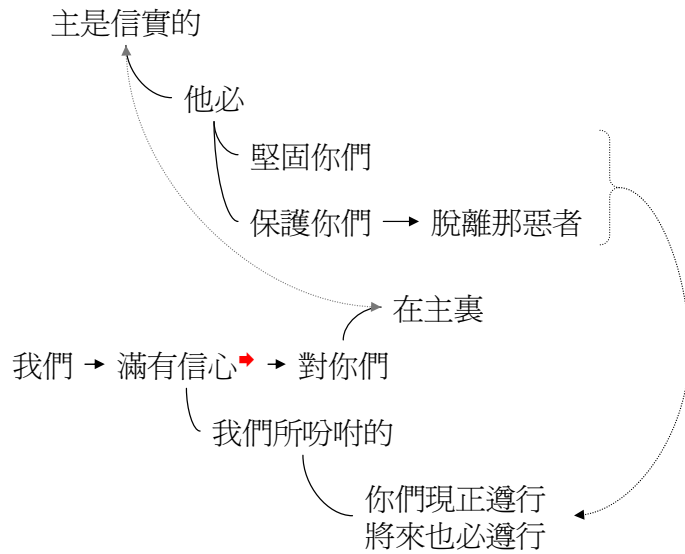 主是信實的
他必
堅固你們
保護你們
脫離那惡者
在主裏
我們
滿有信心
對你們
我們所吩咐的
你們現正遵行
將來也必遵行